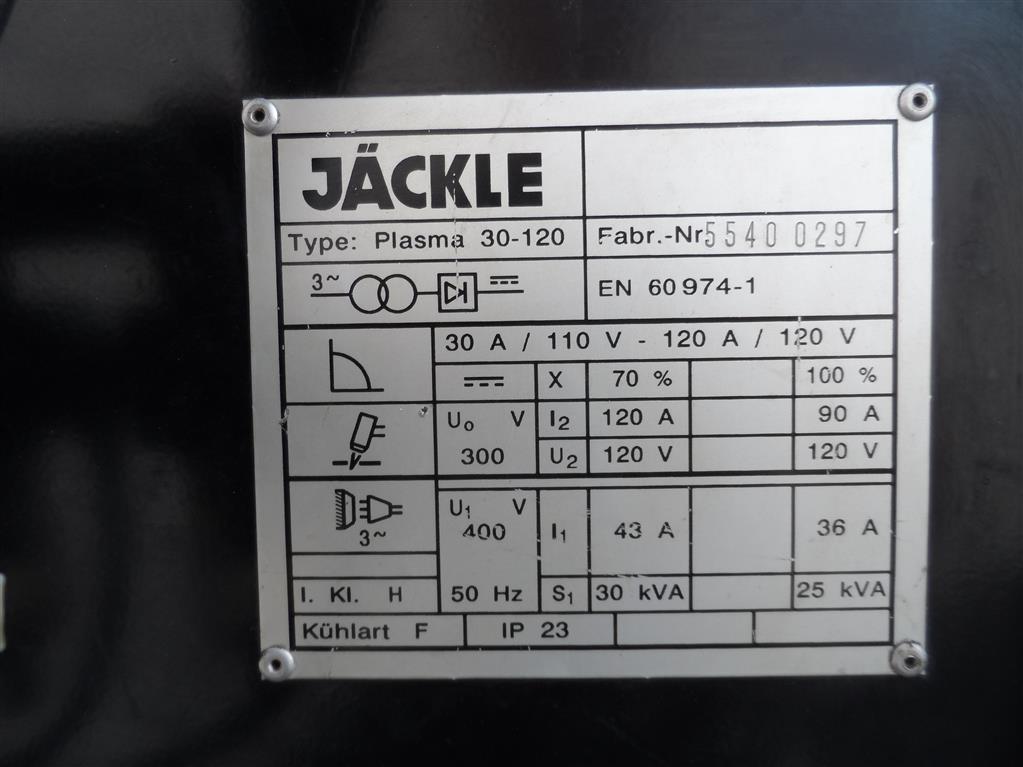 JÄCKLE
Type: Plasma 30-120
Fabr.-Nr 5540 0297
3~
EN 60 974-1
30 A / 110 V - 120 A / 120 V
X 70 % 100 %
U₀ V I₂ 120 A 90 A
300 U₂ 120 V 120 V
U₁ V
400 I₁ 43 A 36 A
3~
I. Kl. H 50 Hz S₁ 30 kVA 25 kVA
Kühlart F IP 23